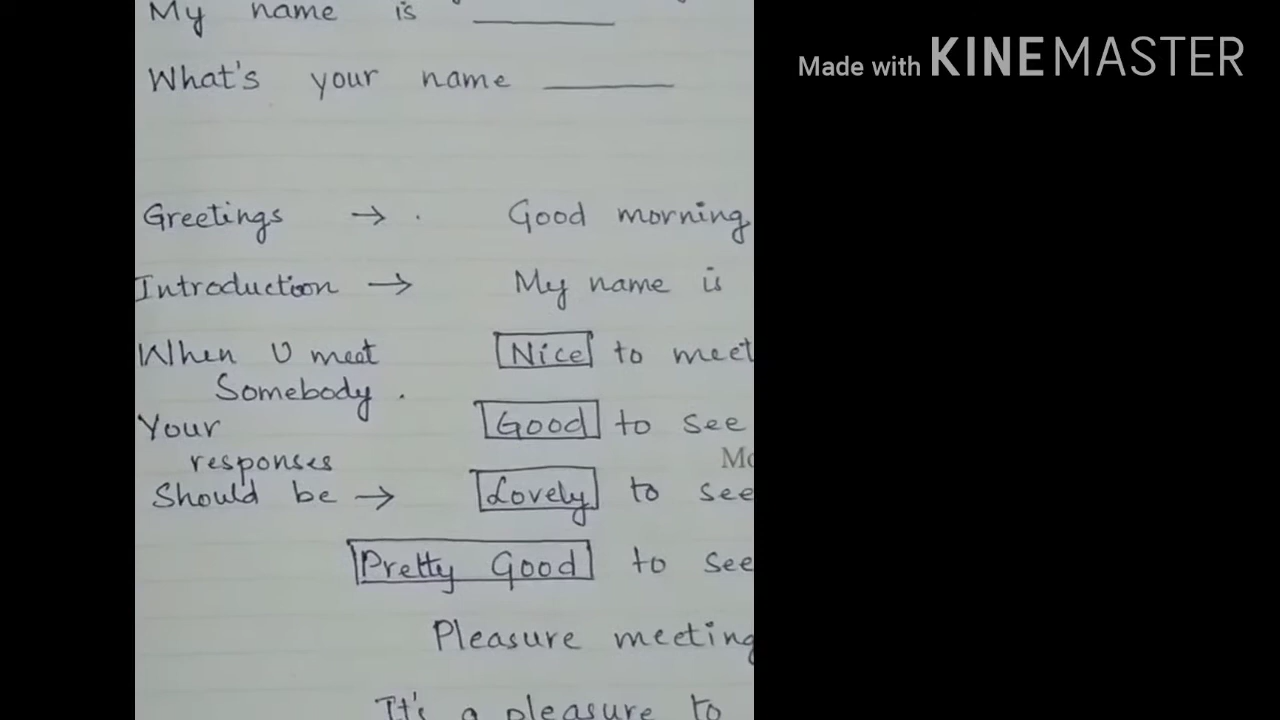 My name is
What's your name
Greetings → . Good morning
Introduction → My name is
When U meet Nice to meet
Somebody .
Your Good to see
responses
Should be → Lovely to see
Pretty Good to see
Pleasure meeting
It's a pleasure to
Made with KINEMASTER